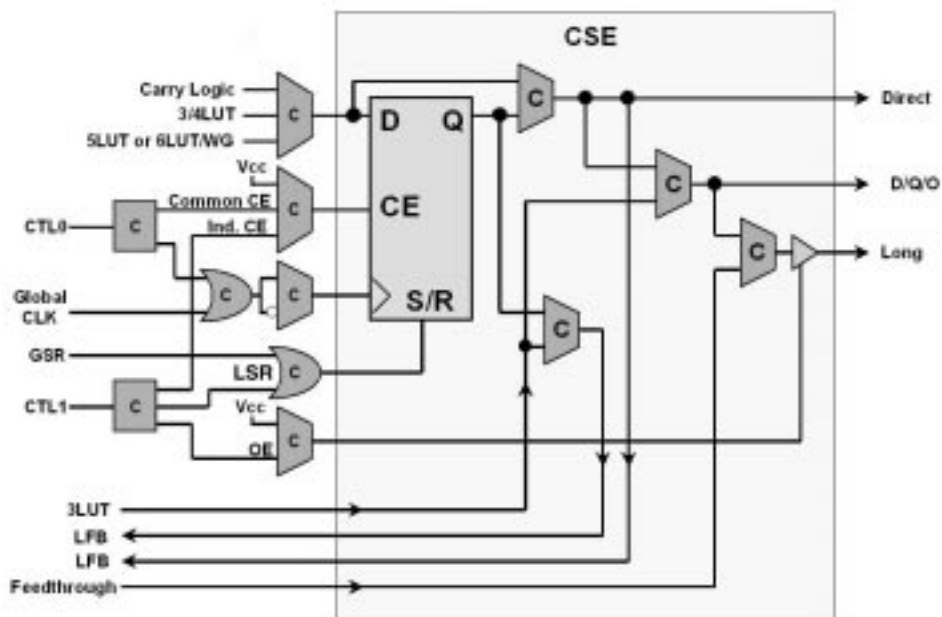 CSE
Carry Logic
3/4LUT
5LUT or 6LUT/WG
C
D
Q
C
Direct
Vcc
Common CE
Ind. CE
C
CE
C
D/Q/O
CTL0
C
C
Long
Global
CLK
C
C
S/R
C
GSR
LSR
C
CTL1
C
Vcc
OE
C
3LUT
LFB
LFB
Feedthrough